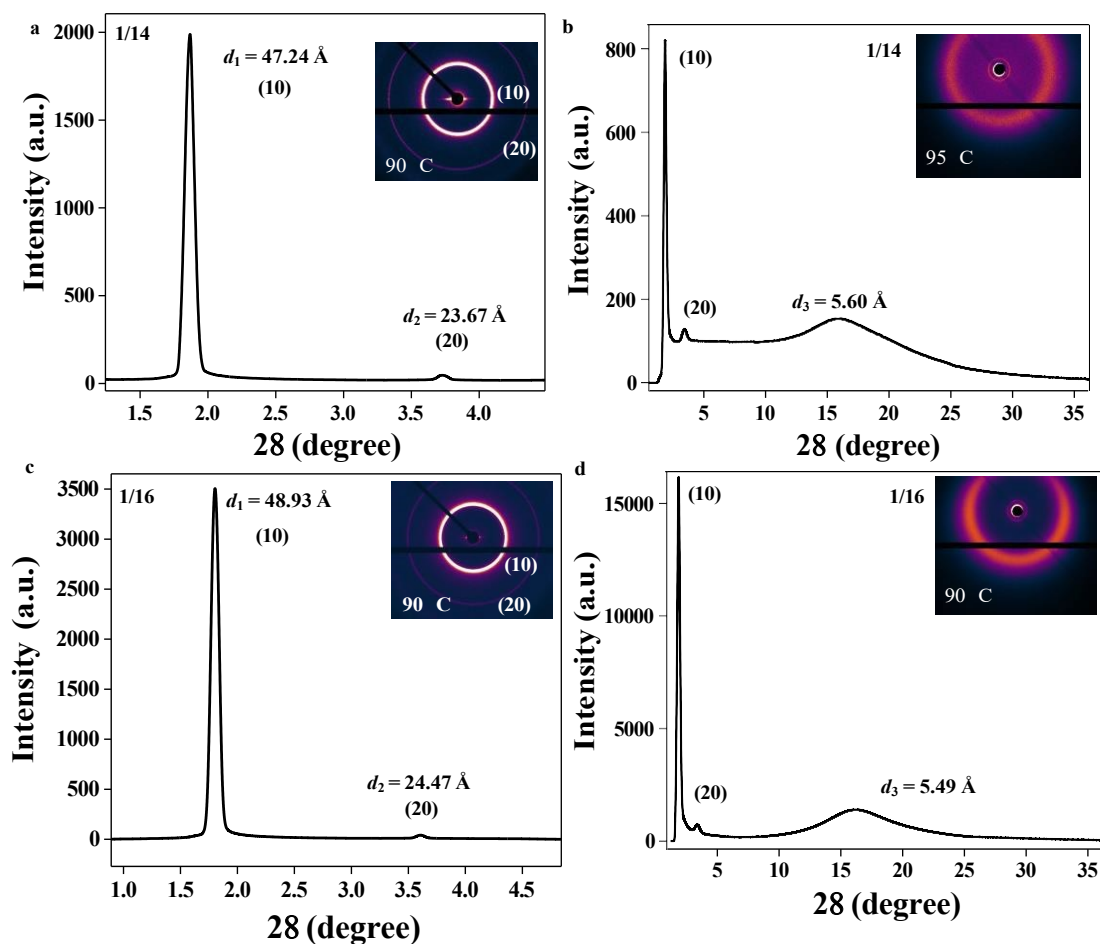 a
1/14
d₁ = 47.24 Å
(10)
d₂ = 23.67 Å
(20)
(10)
(20)
90 C
Intensity (a.u.)
2000
1500
1000
500
0
1.5 2.0 2.5 3.0 3.5 4.0
28 (degree)
b
1/14
(10)
(20)
d₃ = 5.60 Å
95 C
Intensity (a.u.)
800
600
400
200
0
5 10 15 20 25 30 35
28 (degree)
c
1/16
d₁ = 48.93 Å
(10)
d₂ = 24.47 Å
(20)
(10)
90 C (20)
Intensity (a.u.)
3500
3000
2500
2000
1500
1000
500
0
1.0 1.5 2.0 2.5 3.0 3.5 4.0 4.5
28 (degree)
d
1/16
(10)
(20)
d₃ = 5.49 Å
90 C
Intensity (a.u.)
15000
10000
5000
0
5 10 15 20 25 30 35
28 (degree)